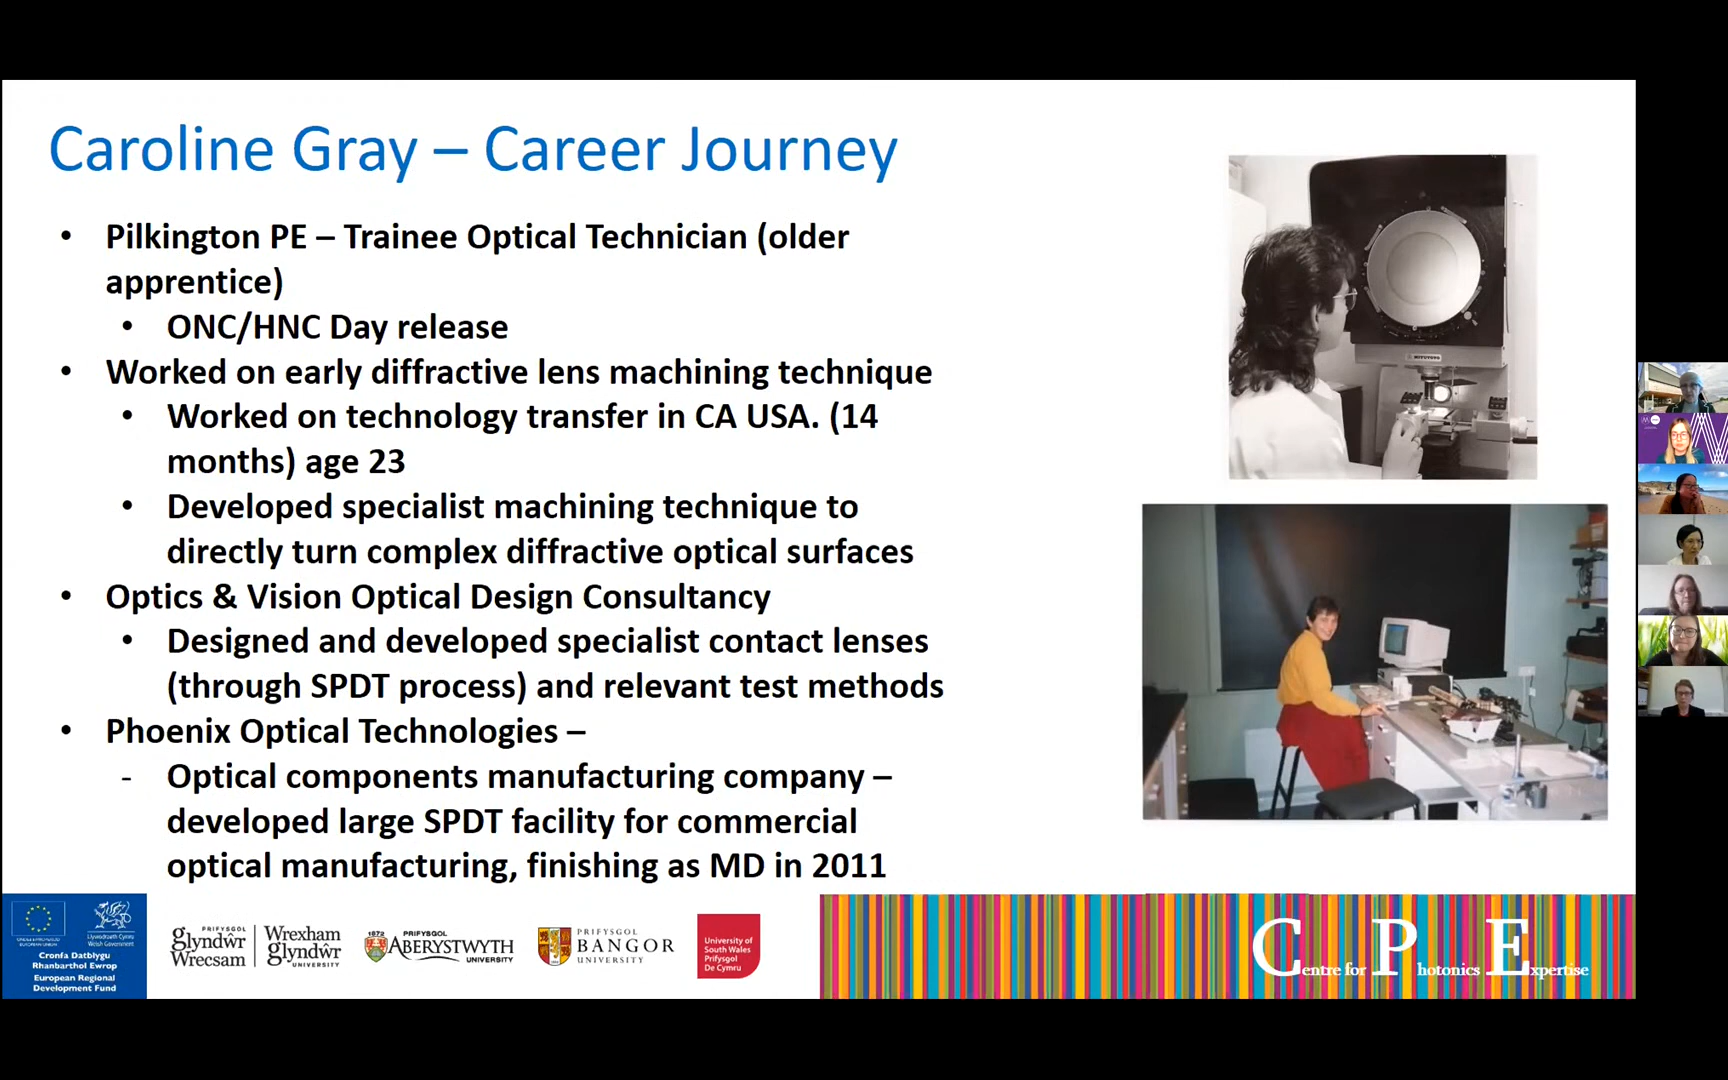 Caroline Gray – Career Journey
• Pilkington PE – Trainee Optical Technician (older
apprentice)
• ONC/HNC Day release
• Worked on early diffractive lens machining technique
• Worked on technology transfer in CA USA. (14
months) age 23
• Developed specialist machining technique to
directly turn complex diffractive optical surfaces
• Optics & Vision Optical Design Consultancy
• Designed and developed specialist contact lenses
(through SPDT process) and relevant test methods
• Phoenix Optical Technologies –
- Optical components manufacturing company –
developed large SPDT facility for commercial
optical manufacturing, finishing as MD in 2011
MITUTOYO
Cronfa Datblygu
Rhanbarthol Ewrop
European Regional
Development Fund
PRIFYSGOL
glyndŵr
Wrecsam
Wrexham
glyndŵr
UNIVERSITY
1872
PRIFYSGOL
ABERYSTWYTH
UNIVERSITY
PRIFYSGOL
BANGOR
UNIVERSITY
University of
South Wales
Prifysgol
De Cymru
Centre for Photonics Expertise